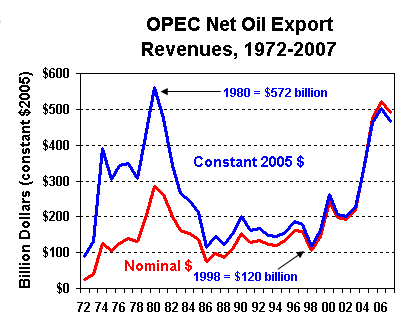 OPEC Net Oil Export
Revenues, 1972-2007
Billion Dollars (constant $2005)
$600
$500
$400
$300
$200
$100
$0
1980 = $572 billion
Constant 2005 $
Nominal $
1998 = $120 billion
72 74 76 78 80 82 84 86 88 90 92 94 96 98 00 02 04 06